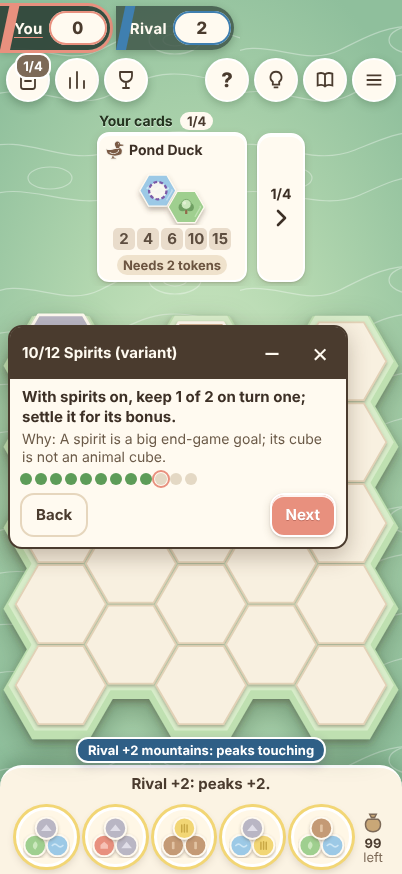 You 0 Rival 2
1/4
?
Your cards 1/4
Pond Duck
2 4 6 10 15
Needs 2 tokens
1/4
10/12 Spirits (variant)
With spirits on, keep 1 of 2 on turn one;
settle it for its bonus.
Why: A spirit is a big end-game goal; its cube
is not an animal cube.
Back Next
Rival +2 mountains: peaks touching
Rival +2: peaks +2.
99
left